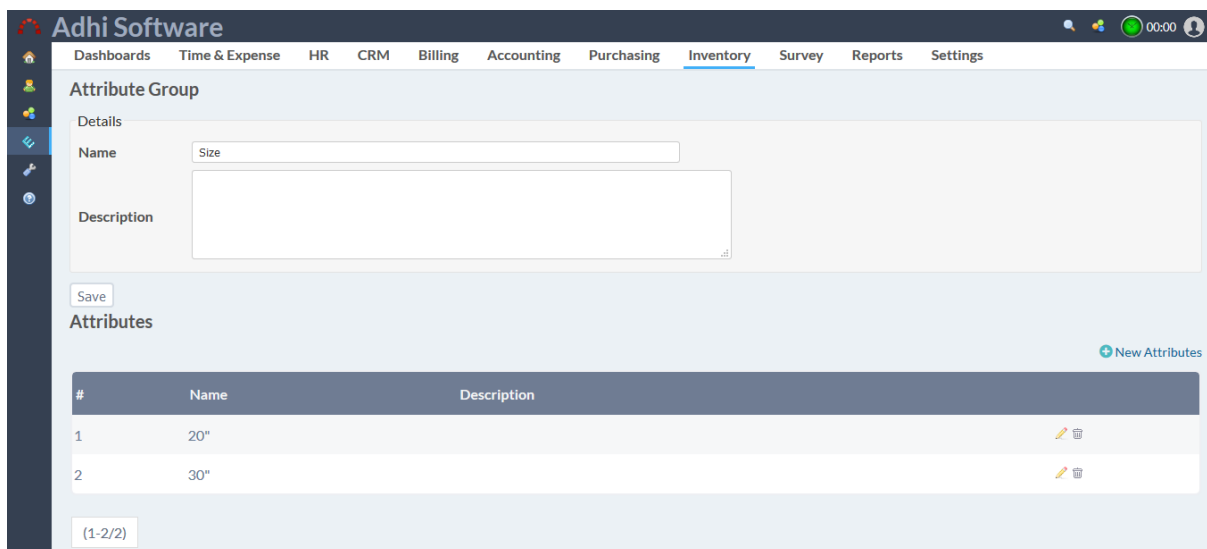 Adhi Software
00:00
Dashboards Time & Expense HR CRM Billing Accounting Purchasing Inventory Survey Reports Settings
Attribute Group
Details
Name Size
Description
Save
Attributes
New Attributes
# Name Description
1 20"
2 30"
(1-2/2)